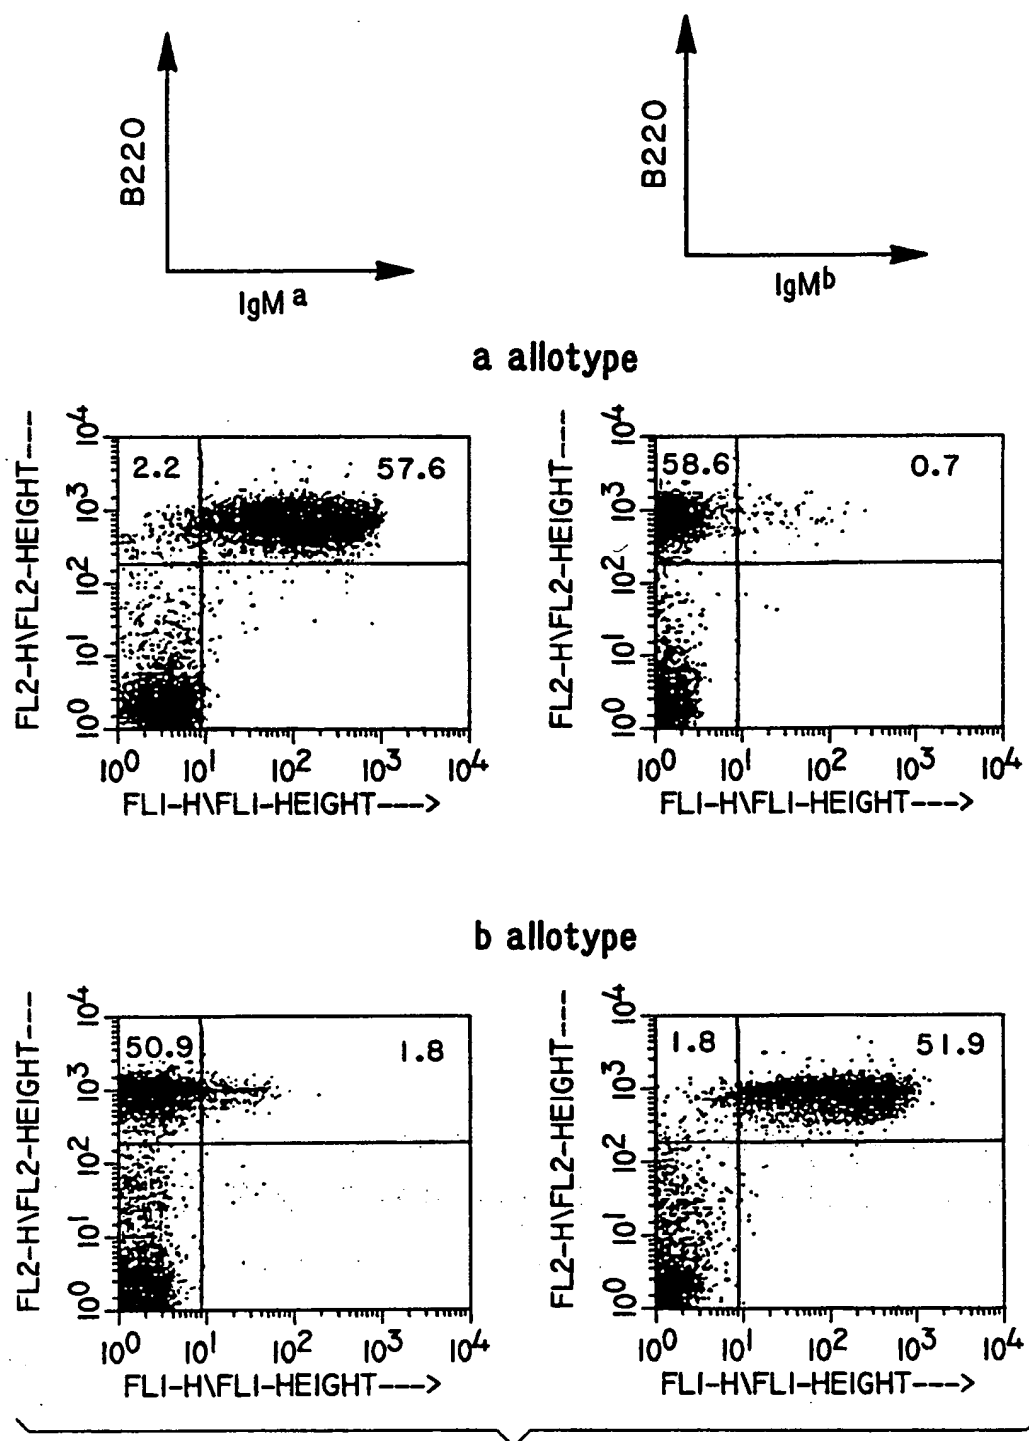 B220
IgM a
B220
IgMb
a allotype
FL2-H\FL2-HEIGHT---
10⁴
10³
10²
10¹
10⁰
2.2
57.6
10⁰ 10¹ 10² 10³ 10⁴
FL1-H\FL1-HEIGHT--->
FL2-H\FL2-HEIGHT---
10⁴
10³
10²
10¹
10⁰
58.6
0.7
10⁰ 10¹ 10² 10³ 10⁴
FL1-H\FL1-HEIGHT--->
b allotype
FL2-H\FL2-HEIGHT---
10⁴
10³
10²
10¹
10⁰
50.9
1.8
10⁰ 10¹ 10² 10³ 10⁴
FL1-H\FL1-HEIGHT--->
FL2-H\FL2-HEIGHT---
10⁴
10³
10²
10¹
10⁰
1.8
51.9
10⁰ 10¹ 10² 10³ 10⁴
FL1-H\FL1-HEIGHT--->